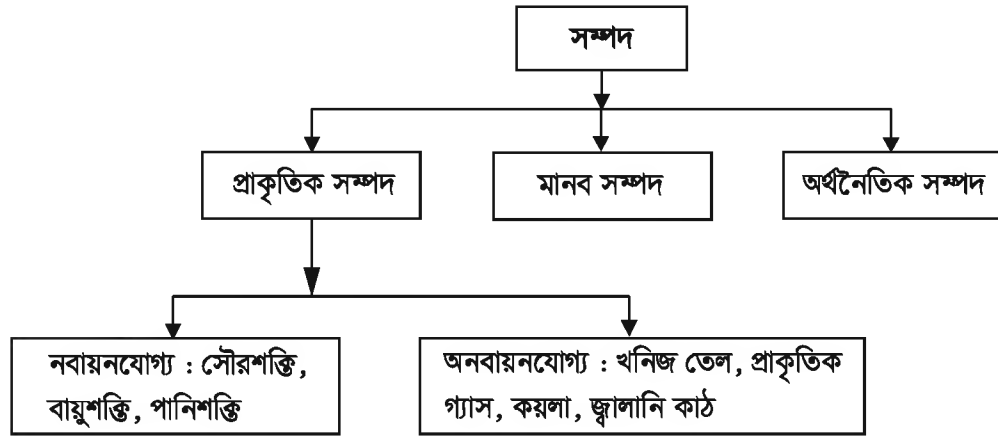 সম্পদ
প্রাকৃতিক সম্পদ
মানব সম্পদ
অর্থনৈতিক সম্পদ
নবায়নযোগ্য : সৌরশক্তি,
বায়ুশক্তি, পানিশক্তি
অনবায়নযোগ্য : খনিজ তেল, প্রাকৃতিক
গ্যাস, কয়লা, জ্বালানি কাঠ